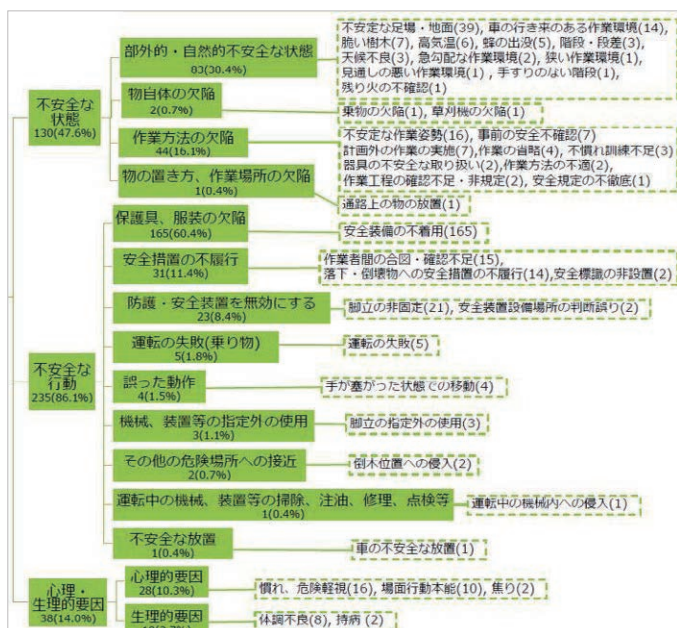 不安全な
状態
130(47.6%)
部外的・自然的不安全な状態
83(30.4%)
不安定な足場・地面(39), 車の行き来のある作業環境(14),
脆い樹木(7), 高気温(6), 蜂の出没(5), 階段・段差(3),
天候不良(3), 急勾配な作業環境(2), 狭い作業環境(1),
見通しの悪い作業環境(1) , 手すりのない階段(1),
残り火の不確認(1)
物自体の欠陥
2(0.7%)
乗物の欠陥(1), 草刈機の欠陥(1)
作業方法の欠陥
44(16.1%)
不安定な作業姿勢(16), 事前の安全不確認(7)
計画外の作業の実施(7),作業の省略(4), 不慣れ訓練不足(3)
器具の不安全な取り扱い(2),作業方法の不適(2),
作業工程の確認不足・非規定(2), 安全規定の不徹底(1)
物の置き方、作業場所の欠陥
1(0.4%)
通路上の物の放置(1)
不安全な
行動
235(86.1%)
保護具、服装の欠陥
165(60.4%)
安全装備の不着用(165)
安全措置の不履行
31(11.4%)
作業者間の合図・確認不足(15),
落下・倒壊物への安全措置の不履行(14),安全標識の非設置(2)
防護・安全装置を無効にする
23(8.4%)
脚立の非固定(21), 安全装置設備場所の判断誤り(2)
運転の失敗(乗り物)
5(1.8%)
運転の失敗(5)
誤った動作
4(1.5%)
手が塞がった状態での移動(4)
機械、装置等の指定外の使用
3(1.1%)
脚立の指定外の使用(3)
その他の危険場所への接近
2(0.7%)
倒木位置への侵入(2)
運転中の機械、装置等の掃除、注油、修理、点検等
1(0.4%)
運転中の機械内への侵入(1)
不安全な放置
1(0.4%)
車の不安全な放置(1)
心理・
生理的要因
38(14.0%)
心理的要因
28(10.3%)
慣れ、危険軽視(16), 場面行動本能(10), 焦り(2)
生理的要因
体調不良(8), 持病 (2)